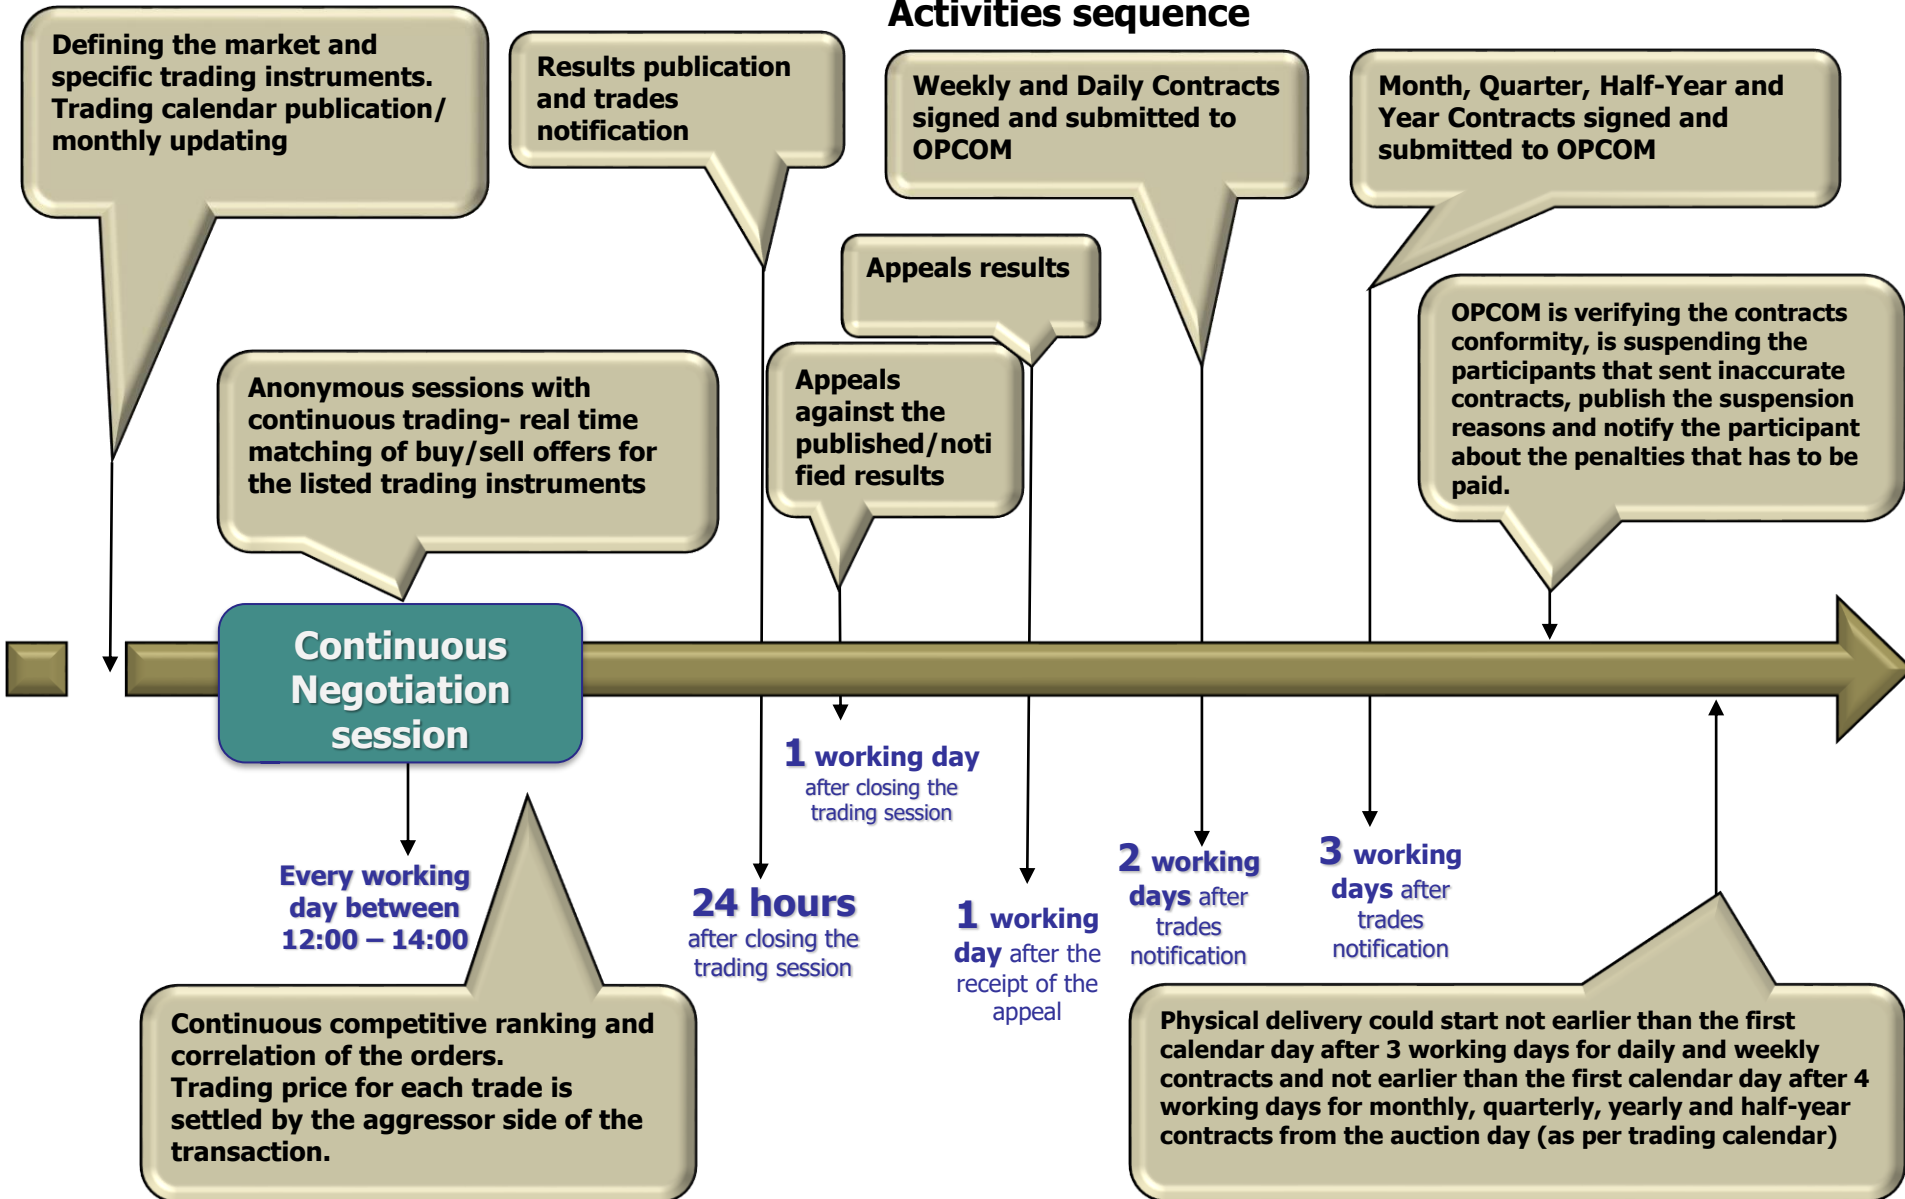 Activities sequence
Defining the market and
specific trading instruments.
Trading calendar publication/
monthly updating
Results publication
and trades
notification
Weekly and Daily Contracts
signed and submitted to
OPCOM
Month, Quarter, Half-Year and
Year Contracts signed and
submitted to OPCOM
Appeals results
OPCOM is verifying the contracts
conformity, is suspending the
participants that sent inaccurate
contracts, publish the suspension
reasons and notify the participant
about the penalties that has to be
paid.
Anonymous sessions with
continuous trading- real time
matching of buy/sell offers for
the listed trading instruments
Appeals
against the
published/noti
fied results
Continuous
Negotiation
session
1 working day
after closing the
trading session
Every working
day between
12:00 – 14:00
24 hours
after closing the
trading session
1 working
day after the
receipt of the
appeal
2 working
days after
trades
notification
3 working
days after
trades
notification
Continuous competitive ranking and
correlation of the orders.
Trading price for each trade is
settled by the aggressor side of the
transaction.
Physical delivery could start not earlier than the first
calendar day after 3 working days for daily and weekly
contracts and not earlier than the first calendar day after 4
working days for monthly, quarterly, yearly and half-year
contracts from the auction day (as per trading calendar)